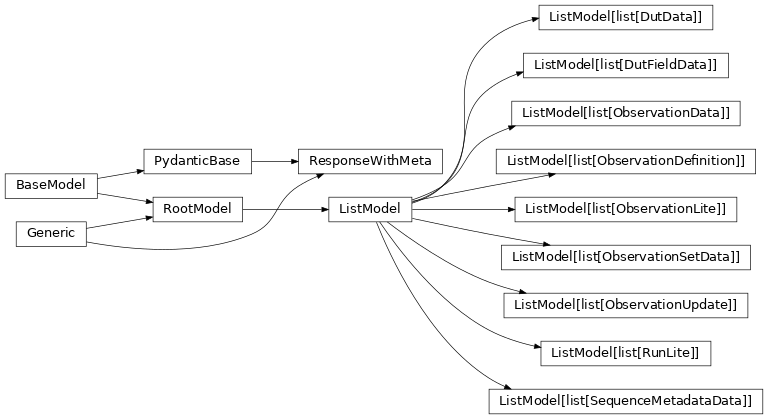 ListModel[list[DutData]]
ListModel[list[DutFieldData]]
ListModel[list[ObservationData]]
PydanticBase
ResponseWithMeta
ListModel[list[ObservationDefinition]]
BaseModel
RootModel
ListModel
ListModel[list[ObservationLite]]
Generic
ListModel[list[ObservationSetData]]
ListModel[list[ObservationUpdate]]
ListModel[list[RunLite]]
ListModel[list[SequenceMetadataData]]